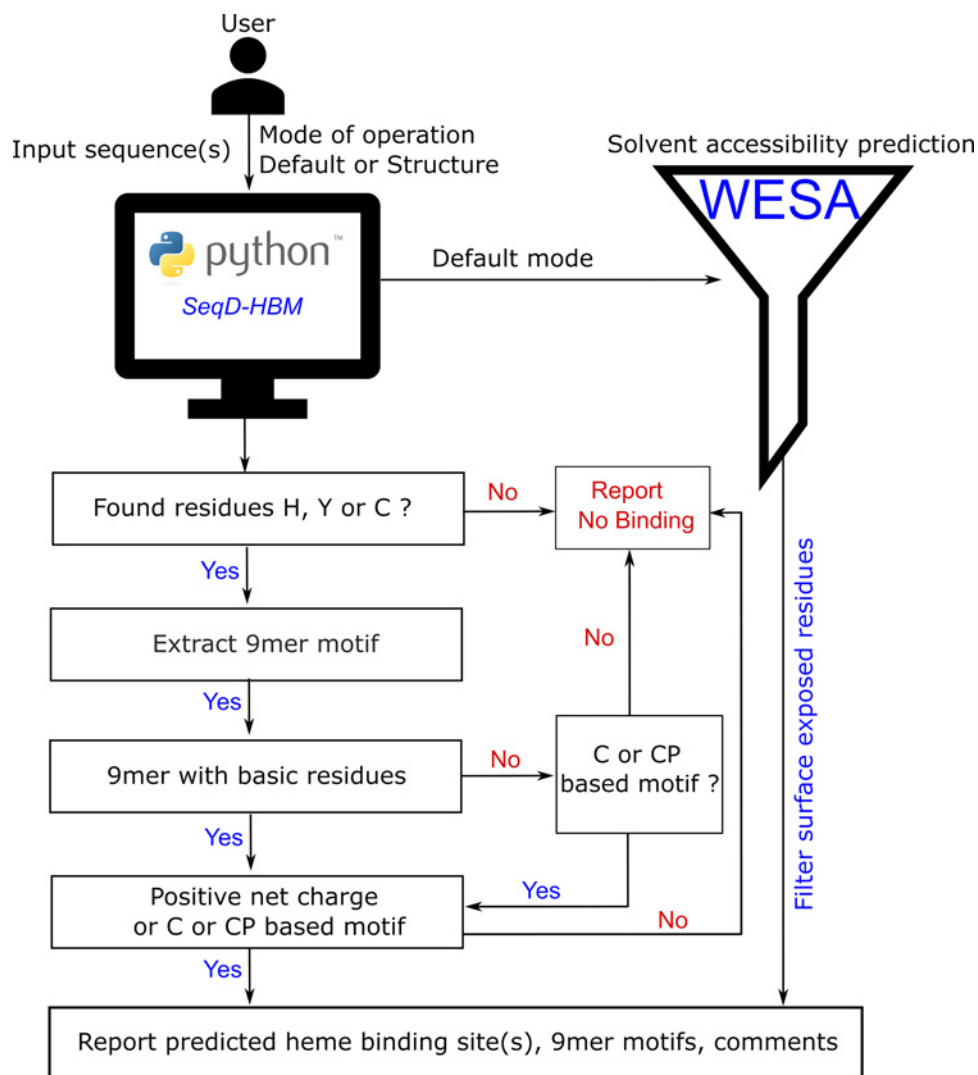 User
Input sequence(s)
Mode of operation
Default or Structure
Solvent accessibility prediction
WESA
python™
SeqD-HBM
Default mode
Found residues H, Y or C ?
No
Report
No Binding
Yes
Extract 9mer motif
No
Filter surface exposed residues
Yes
9mer with basic residues
No
C or CP
based motif ?
Yes
Yes
Positive net charge
or C or CP based motif
No
Yes
Report predicted heme binding site(s), 9mer motifs, comments